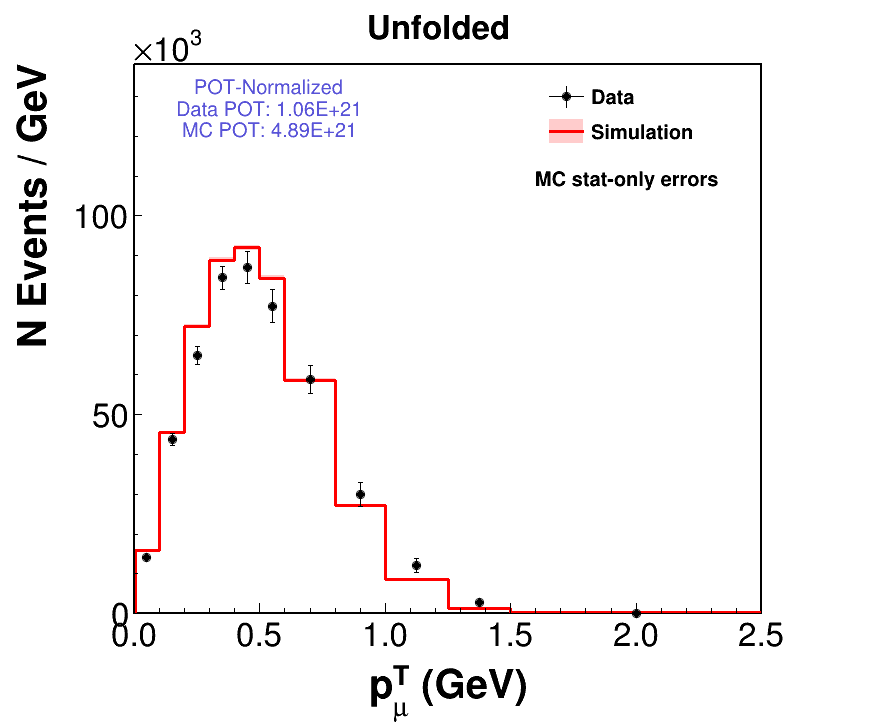 Unfolded
×10³
N Events / GeV
POT-Normalized
Data POT: 1.06E+21
MC POT: 4.89E+21
Data
Simulation
MC stat-only errors
100
50
0
0.0 0.5 1.0 1.5 2.0 2.5
p^T_μ (GeV)